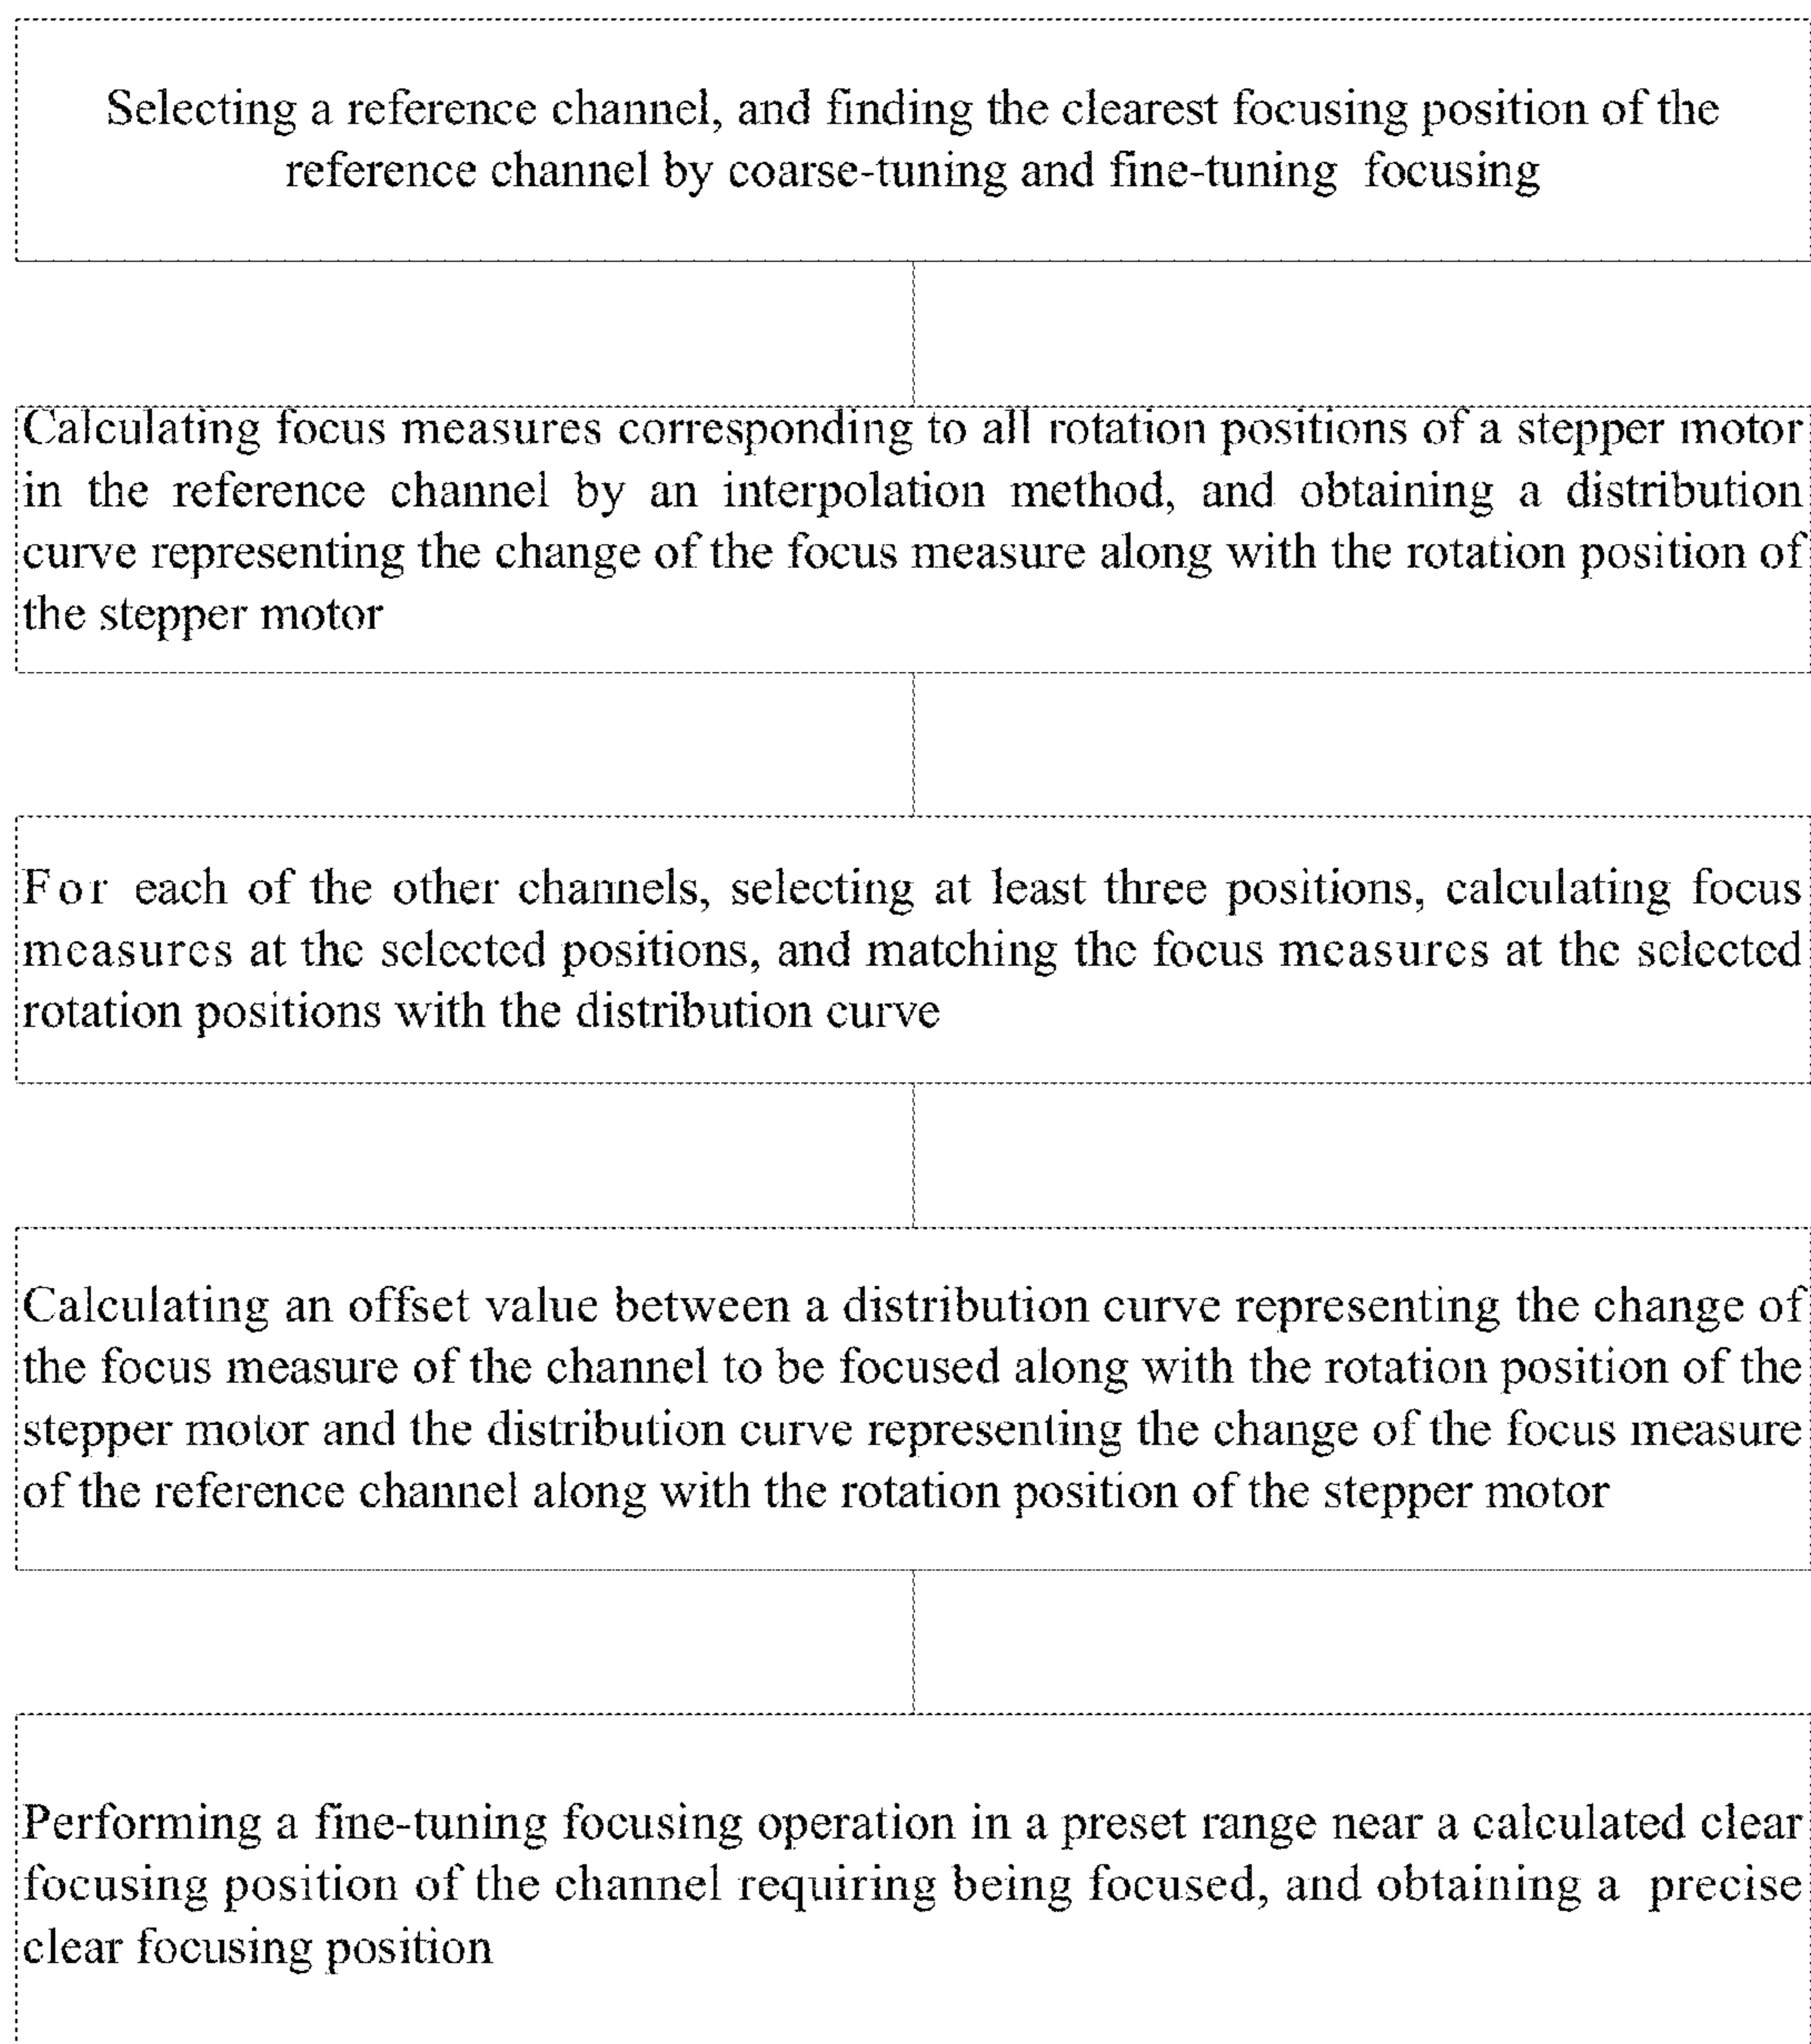 Selecting a reference channel, and finding the clearest focusing position of the
reference channel by coarse-tuning and fine-tuning focusing
Calculating focus measures corresponding to all rotation positions of a stepper motor
in the reference channel by an interpolation method, and obtaining a distribution
curve representing the change of the focus measure along with the rotation position of
the stepper motor
For each of the other channels, selecting at least three positions, calculating focus
measures at the selected positions, and matching the focus measures at the selected
rotation positions with the distribution curve
Calculating an offset value between a distribution curve representing the change of
the focus measure of the channel to be focused along with the rotation position of the
stepper motor and the distribution curve representing the change of the focus measure
of the reference channel along with the rotation position of the stepper motor
Performing a fine-tuning focusing operation in a preset range near a calculated clear
focusing position of the channel requiring being focused, and obtaining a precise
clear focusing position